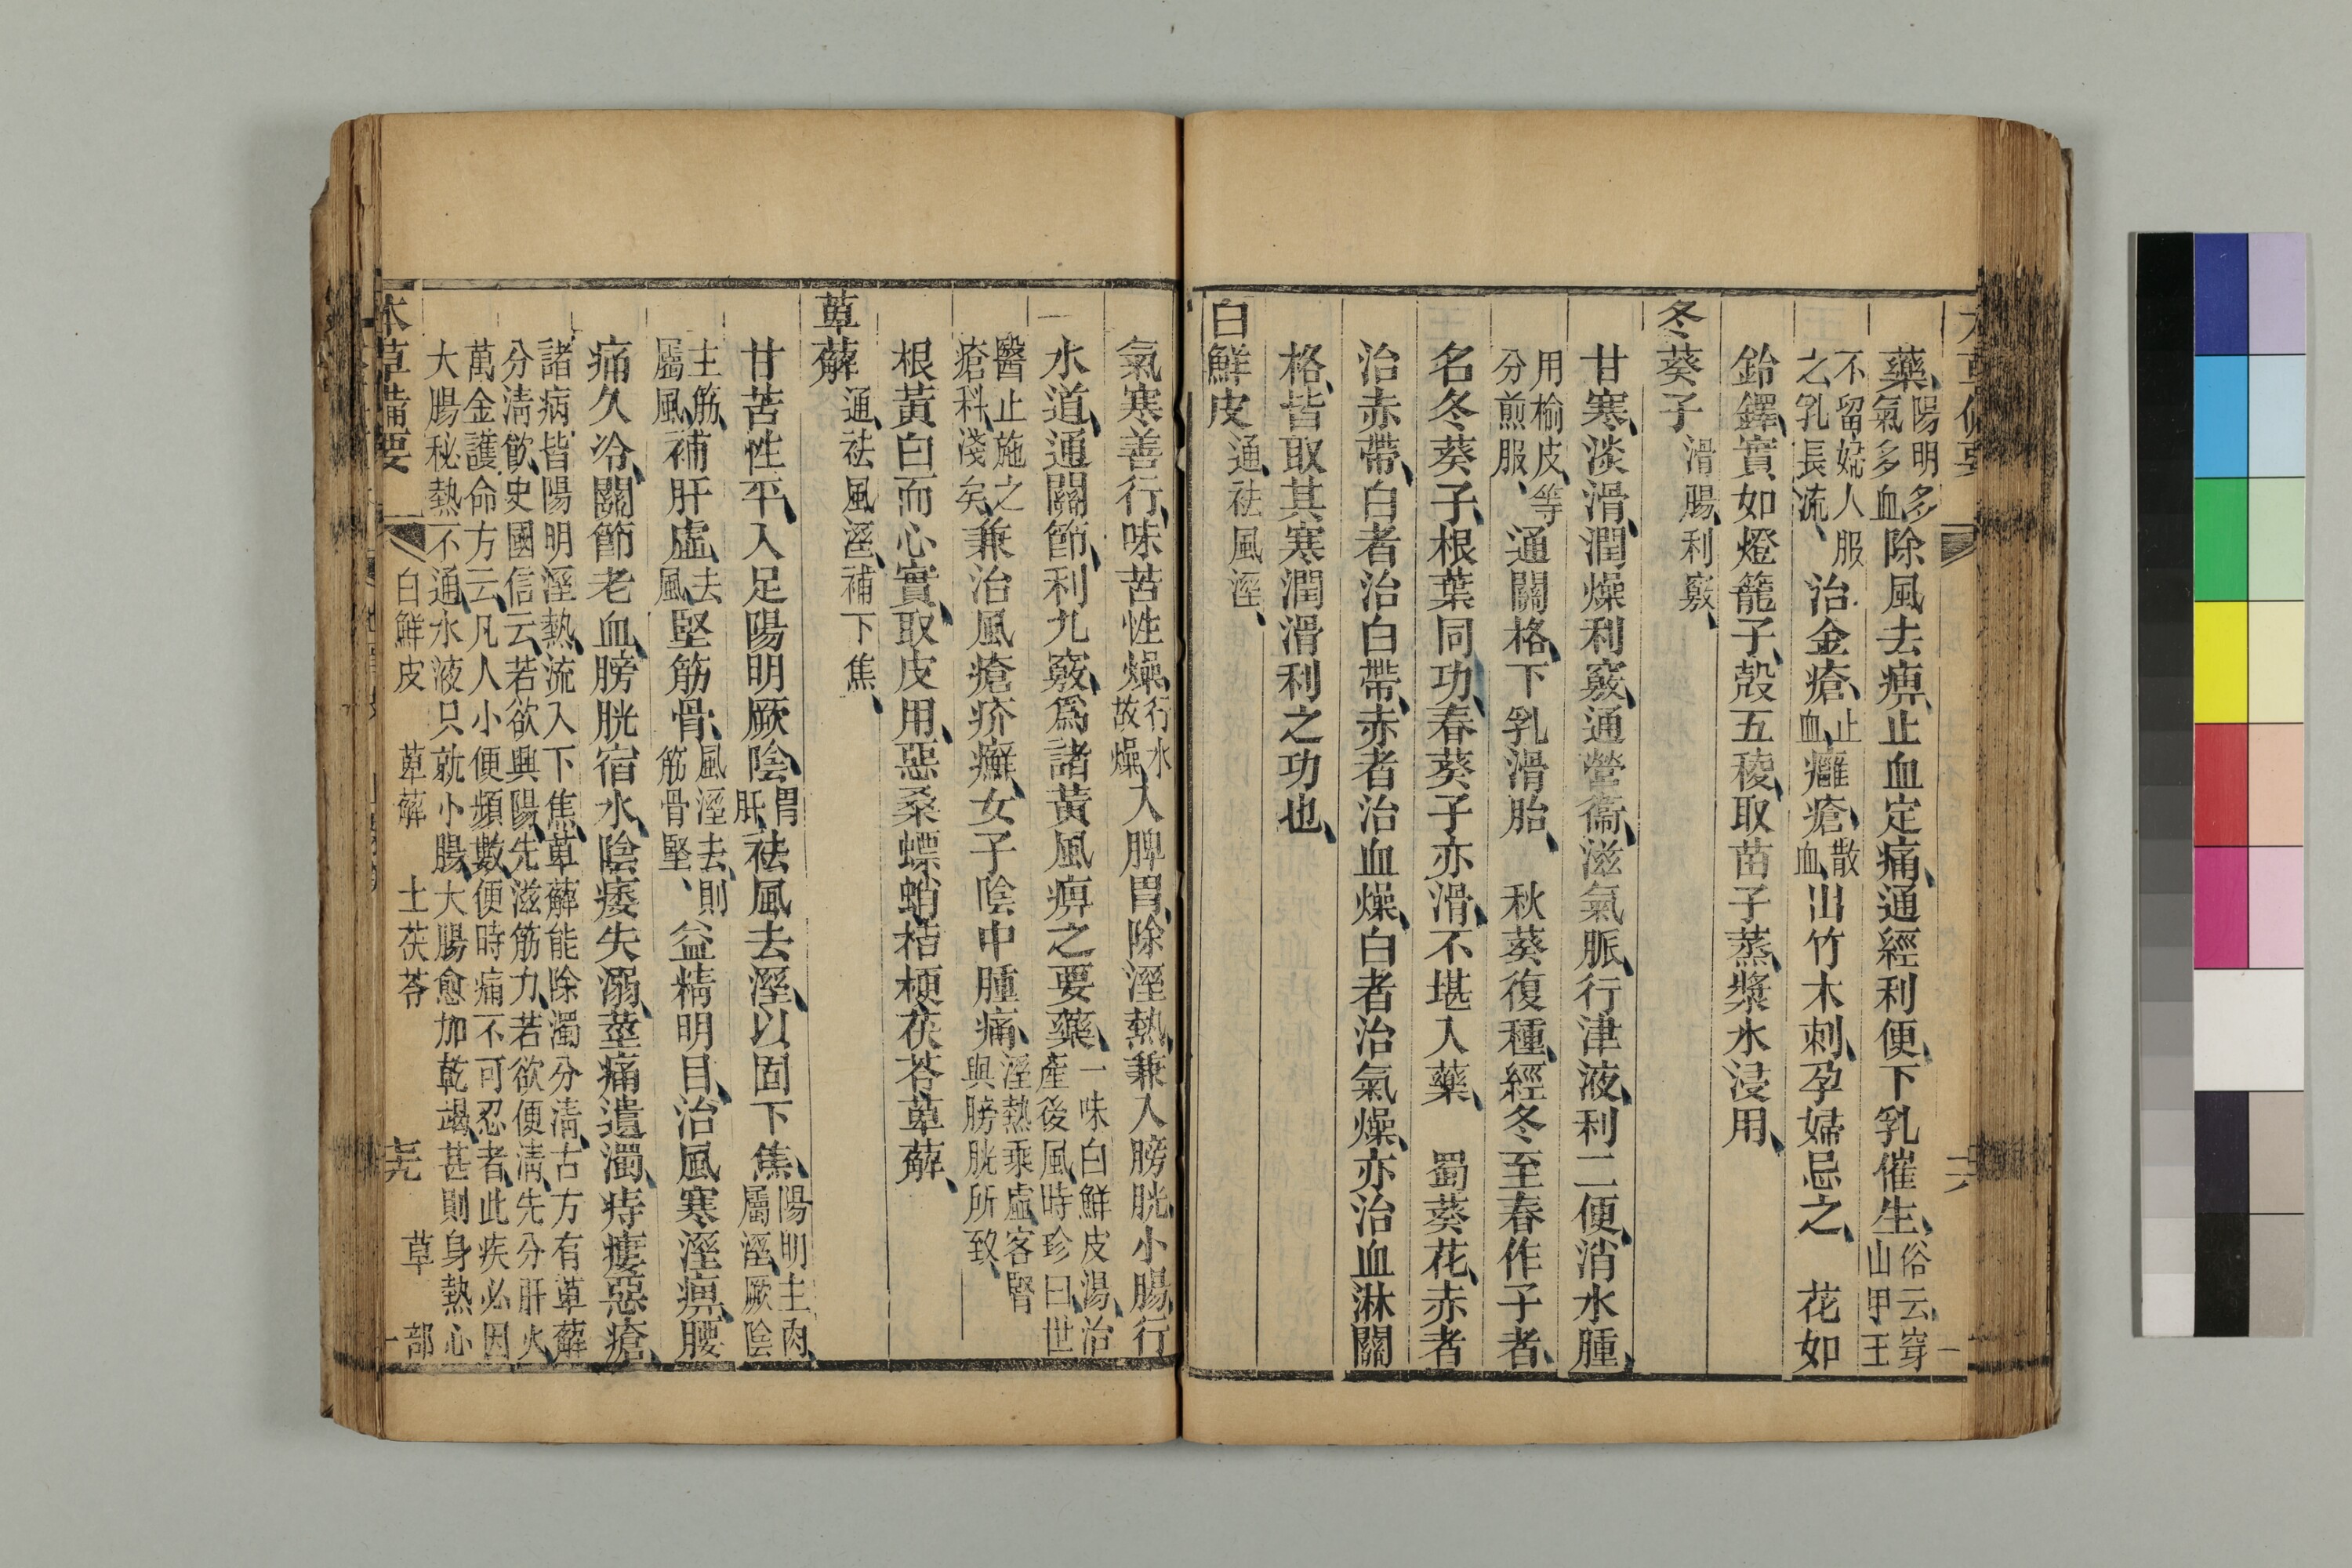 藥、陽明多氣多血除風去痹、止血定痛、通經利便、下乳催生、俗云、穿山甲王
不留、婦人服之乳長流、治金瘡、止血、癰瘡、散血出竹木刺、孕婦忌之、　花如
鈴鐸、實如燈籠子、殼五稜、取苗子蒸、漿水浸用、
冬葵子滑腸、利竅、
甘寒、淡滑、潤燥利竅、通營衞、滋氣脈、行津液、利二便、消水腫、
用榆皮、等分煎服、通關格、下乳滑胎、　秋葵復種、經冬至春作子者、
名冬葵子、根葉同功、春葵子亦滑、不堪入藥、　蜀葵花、赤者
治赤帶、白者治白帶、赤者治血燥、白者治氣燥、亦治血淋關
格、皆取其寒潤滑利之功也、
白鮮皮通、祛風溼、
氣寒善行、味苦性燥、行水故燥入脾胃、除溼熱、兼入膀胱、小腸、行
水道、通關節、利九竅、爲諸黃風痹之要藥、一味白鮮皮湯、治產後風、時珍曰、世
醫止施之瘡科、淺矣、兼治風瘡疥癬、女子陰中腫痛、溼熱乘虛、客腎與膀胱所致、
根黃白而心實、取皮用、惡桑螵蛸、桔梗、茯苓、萆薢、
萆薢通、祛風溼、補下焦、
甘苦性平、入足陽明厥陰、胃肝、祛風去溼、以固下焦、陽明主肉、屬溼、厥陰
主筋、屬風、補肝虛、去風堅筋骨、風溼去、則筋骨堅、益精明目、治風寒溼痹、腰
痛久冷、關節老血、膀胱宿水、陰痿失溺、莖痛遺濁、痔瘻惡瘡、
諸病、皆陽明溼熱、流入下焦、萆薢能除濁分清、古方有萆薢
分清飲、史國信云、若欲興陽、先滋筋力、若欲便清、先分肝火、
萬金護命方云、凡人小便頻數、便時痛不可忍者、此疾必因
大腸秘熱不通、水液只就小腸、大腸愈加乾竭、甚則身熱心
本草備要　白鮮皮　萆薢　土茯苓　草部